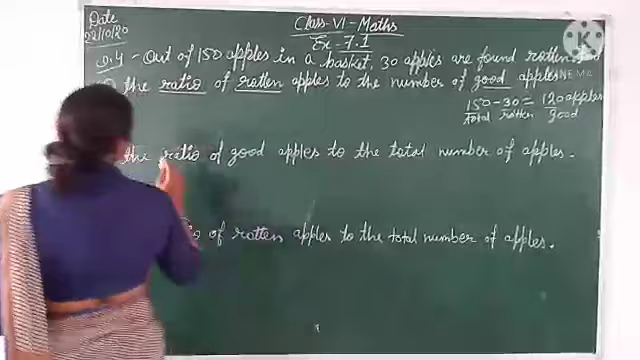 Date
22/10/20
Class-VI-Maths
Ex-7.1
Q.4 - Out of 150 apples in a basket, 30 apples are found rotten.
the ratio of rotten apples to the number of good apples
150-30 = 120 apples
total rotten good
the ratio of good apples to the total number of apples.
of rotten apples to the total number of apples.